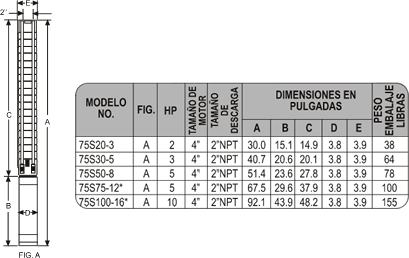 E
2"
C
A
B
D
FIG. A
MODELO NO. FIG. HP TAMAÑO DE MOTOR TAMAÑO DE DESCARGA DIMENSIONES EN PULGADAS PESO EMBALAJE LIBRAS
A B C D E
75S20-3 A 2 4" 2"NPT 30.0 15.1 14.9 3.8 3.9 38
75S30-5 A 3 4" 2"NPT 40.7 20.6 20.1 3.8 3.9 64
75S50-8 A 5 4" 2"NPT 51.4 23.6 27.8 3.8 3.9 78
75S75-12* A 5 4" 2"NPT 67.5 29.6 37.9 3.8 3.9 100
75S100-16* A 10 4" 2"NPT 92.1 43.9 48.2 3.8 3.9 155